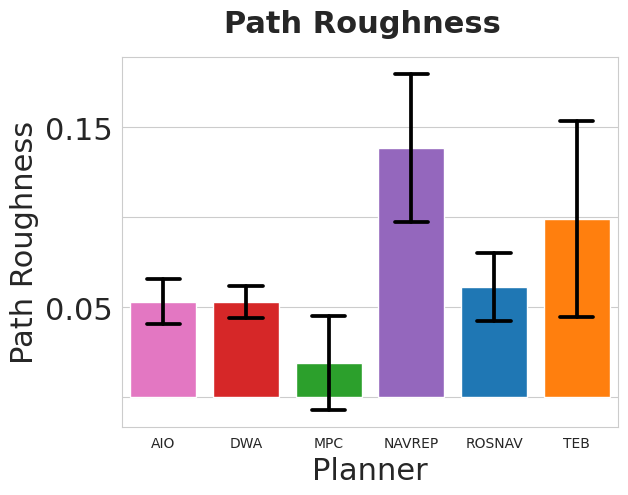 Path Roughness
Path Roughness
0.15
0.05
AIO DWA MPC NAVREP ROSNAV TEB
Planner